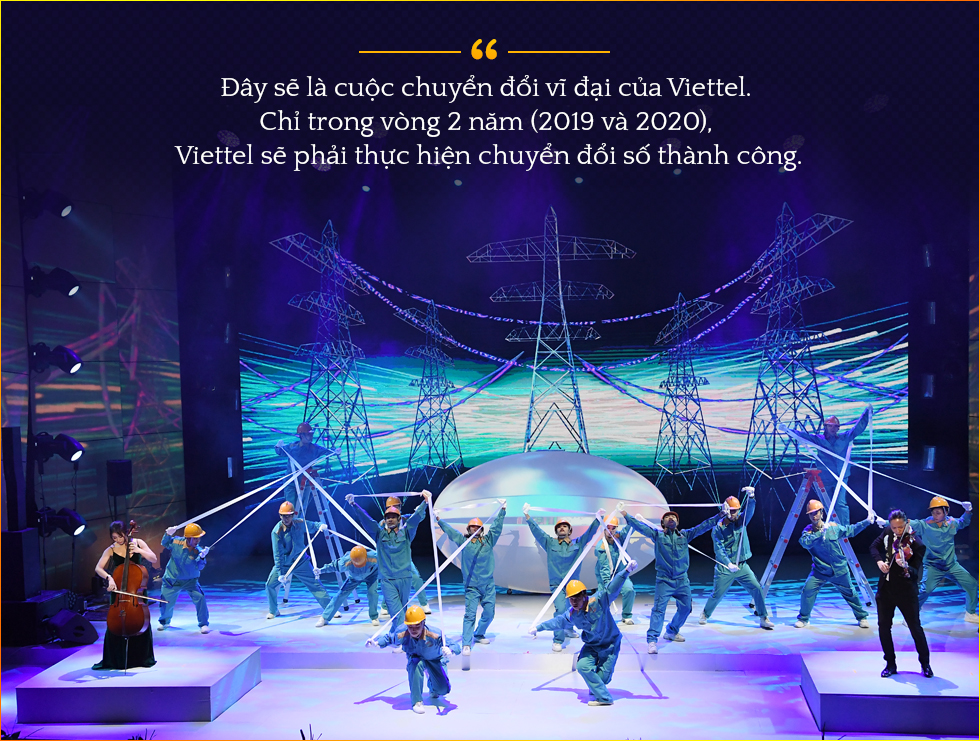 “
Đây sẽ là cuộc chuyển đổi vĩ đại của Viettel.
Chỉ trong vòng 2 năm (2019 và 2020),
Viettel sẽ phải thực hiện chuyển đổi số thành công.